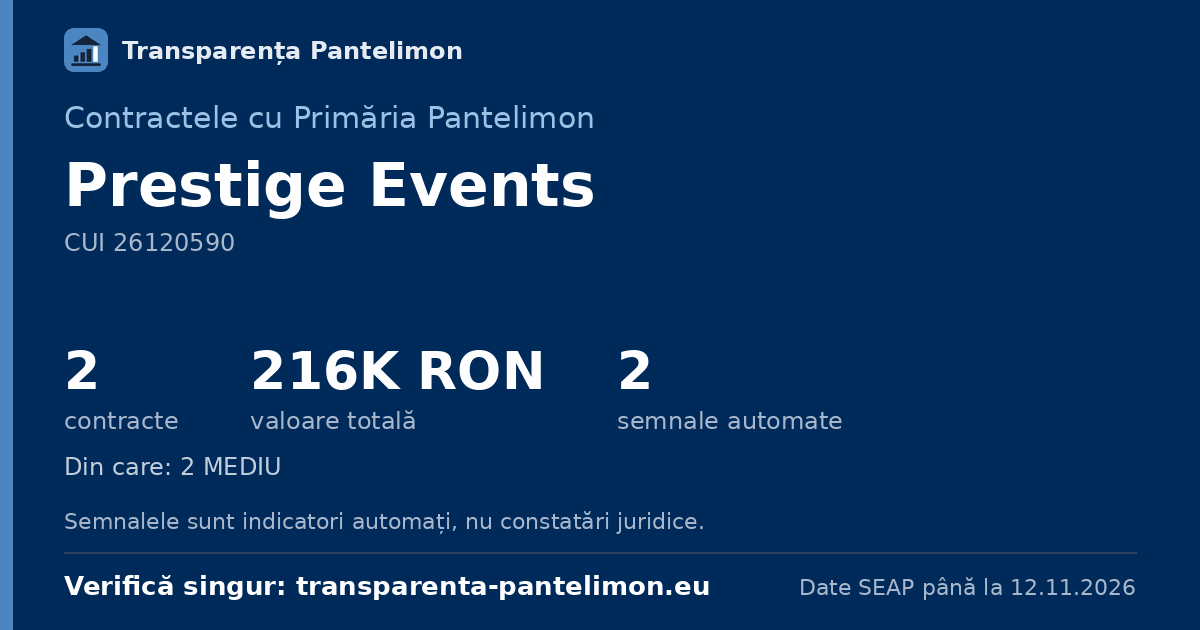 Transparența Pantelimon
Contractele cu Primăria Pantelimon
Prestige Events
CUI 26120590
2 216K RON 2
contracte valoare totală semnale automate
Din care: 2 MEDIU
Semnalele sunt indicatori automați, nu constatări juridice.
Verifică singur: transparenta-pantelimon.eu Date SEAP până la 12.11.2026